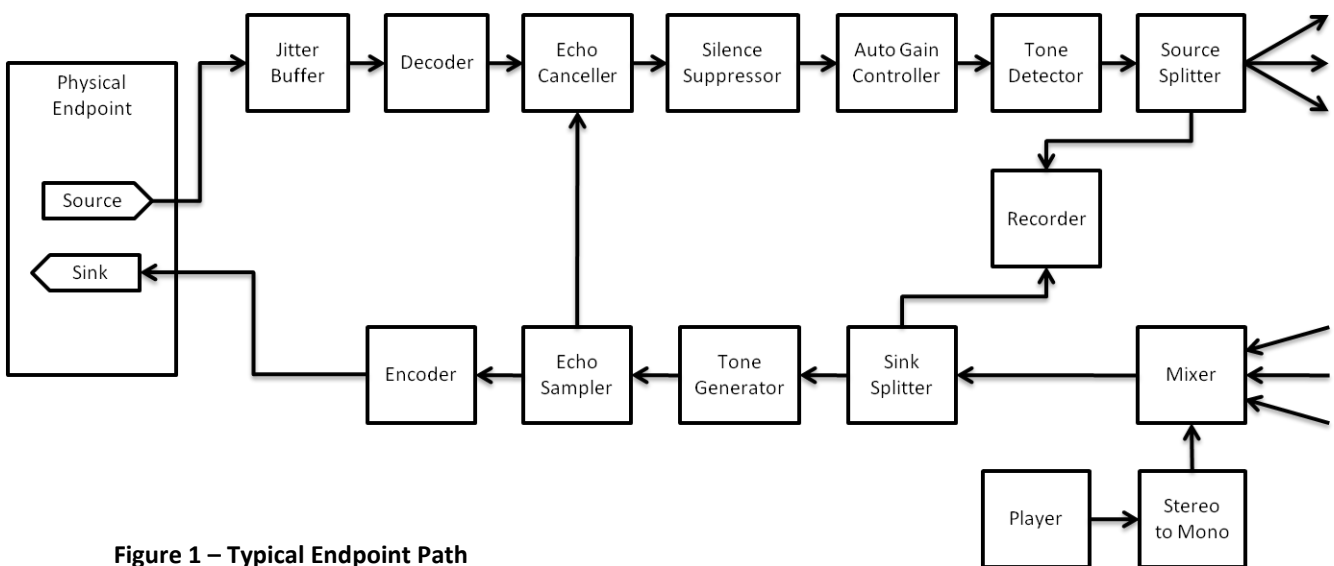 Physical
Endpoint
Source
Sink
Jitter
Buffer
Decoder
Echo
Canceller
Silence
Suppressor
Auto Gain
Controller
Tone
Detector
Source
Splitter
Recorder
Encoder
Echo
Sampler
Tone
Generator
Sink
Splitter
Mixer
Player
Stereo
to Mono
Figure 1 – Typical Endpoint Path